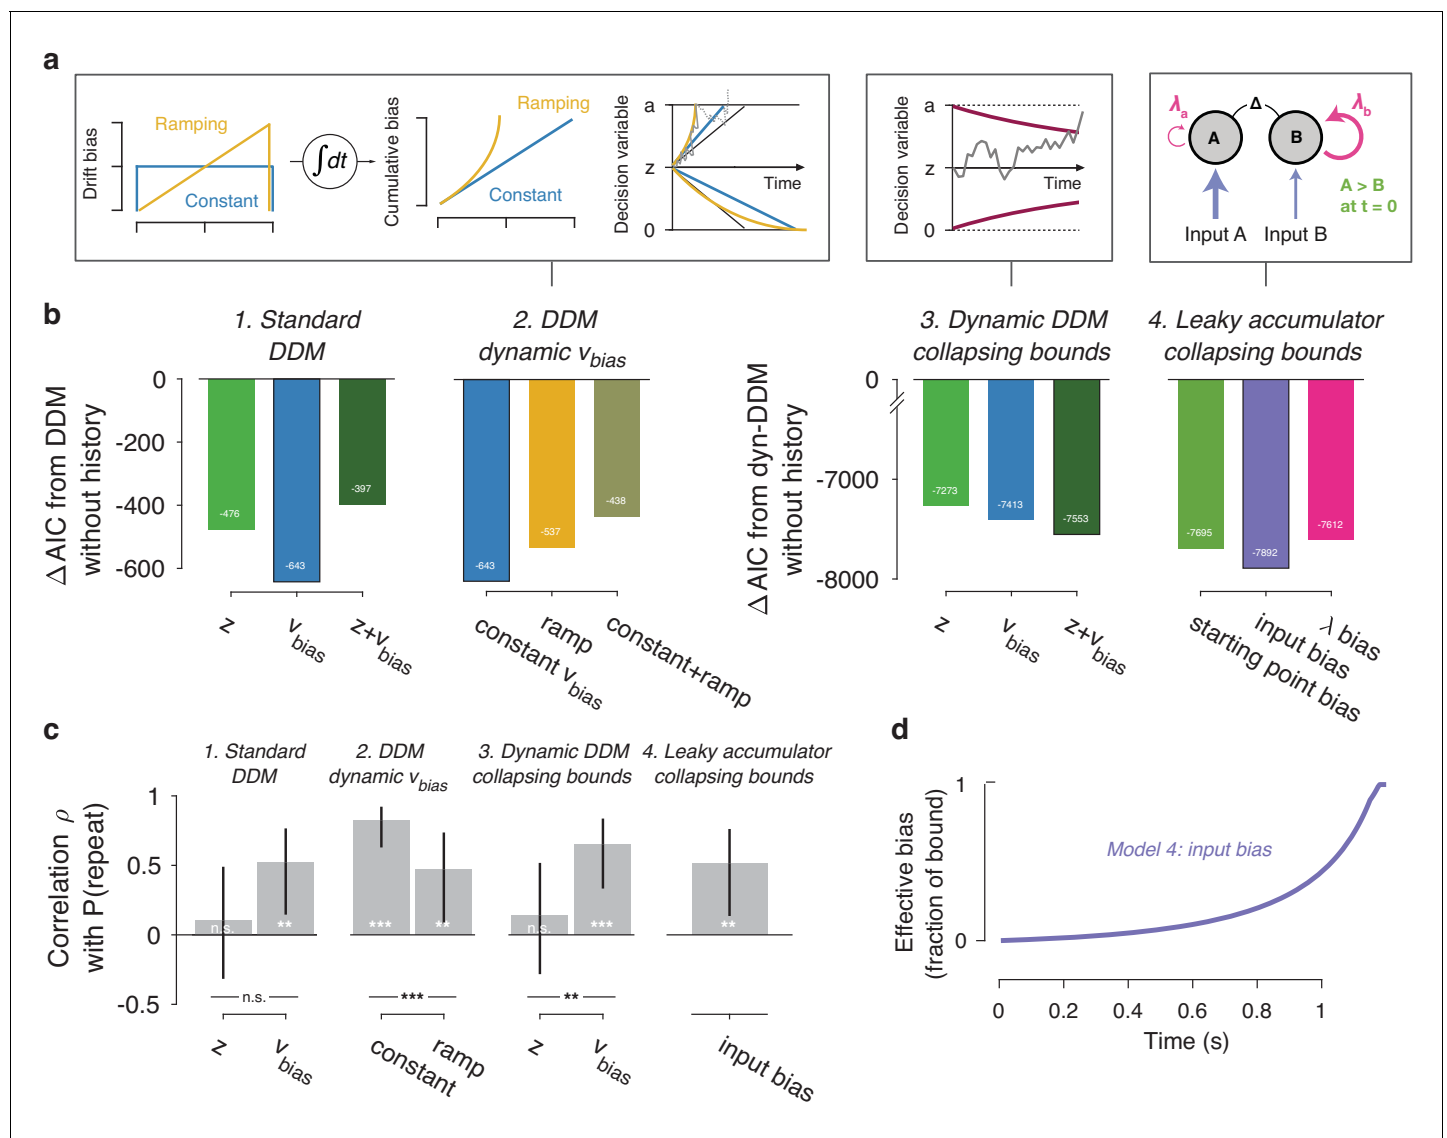 a
Drift bias
Ramping
Constant
∫dt
Cumulative bias
Ramping
Constant
Decision variable
a
z
0
Time
Decision variable
a
z
0
Time
λa
Δ
λb
A
B
A > B
at t = 0
Input A
Input B
b
1. Standard
DDM
2. DDM
dynamic vbias
3. Dynamic DDM
collapsing bounds
4. Leaky accumulator
collapsing bounds
△AIC from DDM
without history
0
-200
-400
-600
-476
-643
-397
z
vbias
z+vbias
-643
-537
-438
constant vbias
ramp
constant+ramp
△AIC from dyn-DDM
without history
0
-7000
-8000
-7273
-7413
-7553
z
vbias
z+vbias
-7695
-7892
-7612
starting point bias
input bias
λ bias
c
1. Standard
DDM
2. DDM
dynamic vbias
3. Dynamic DDM
collapsing bounds
4. Leaky accumulator
collapsing bounds
Correlation ρ
with P(repeat)
1
0.5
0
-0.5
n.s.
**
***
**
n.s.
***
**
n.s.
***
**
z
vbias
constant
ramp
z
vbias
input bias
d
Effective bias
(fraction of bound)
1
0
Model 4: input bias
0
0.2
0.4
0.6
0.8
1
Time (s)